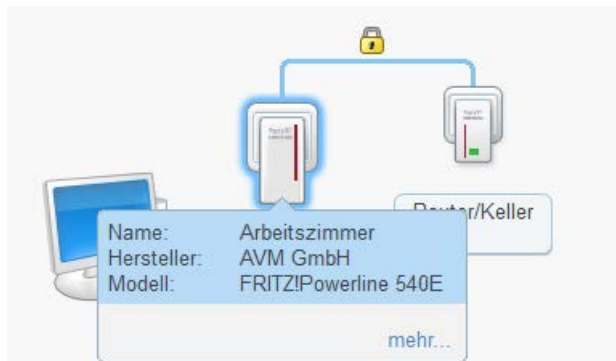 Router/Keller
Name: Arbeitszimmer
Hersteller: AVM GmbH
Modell: FRITZ!Powerline 540E
mehr...